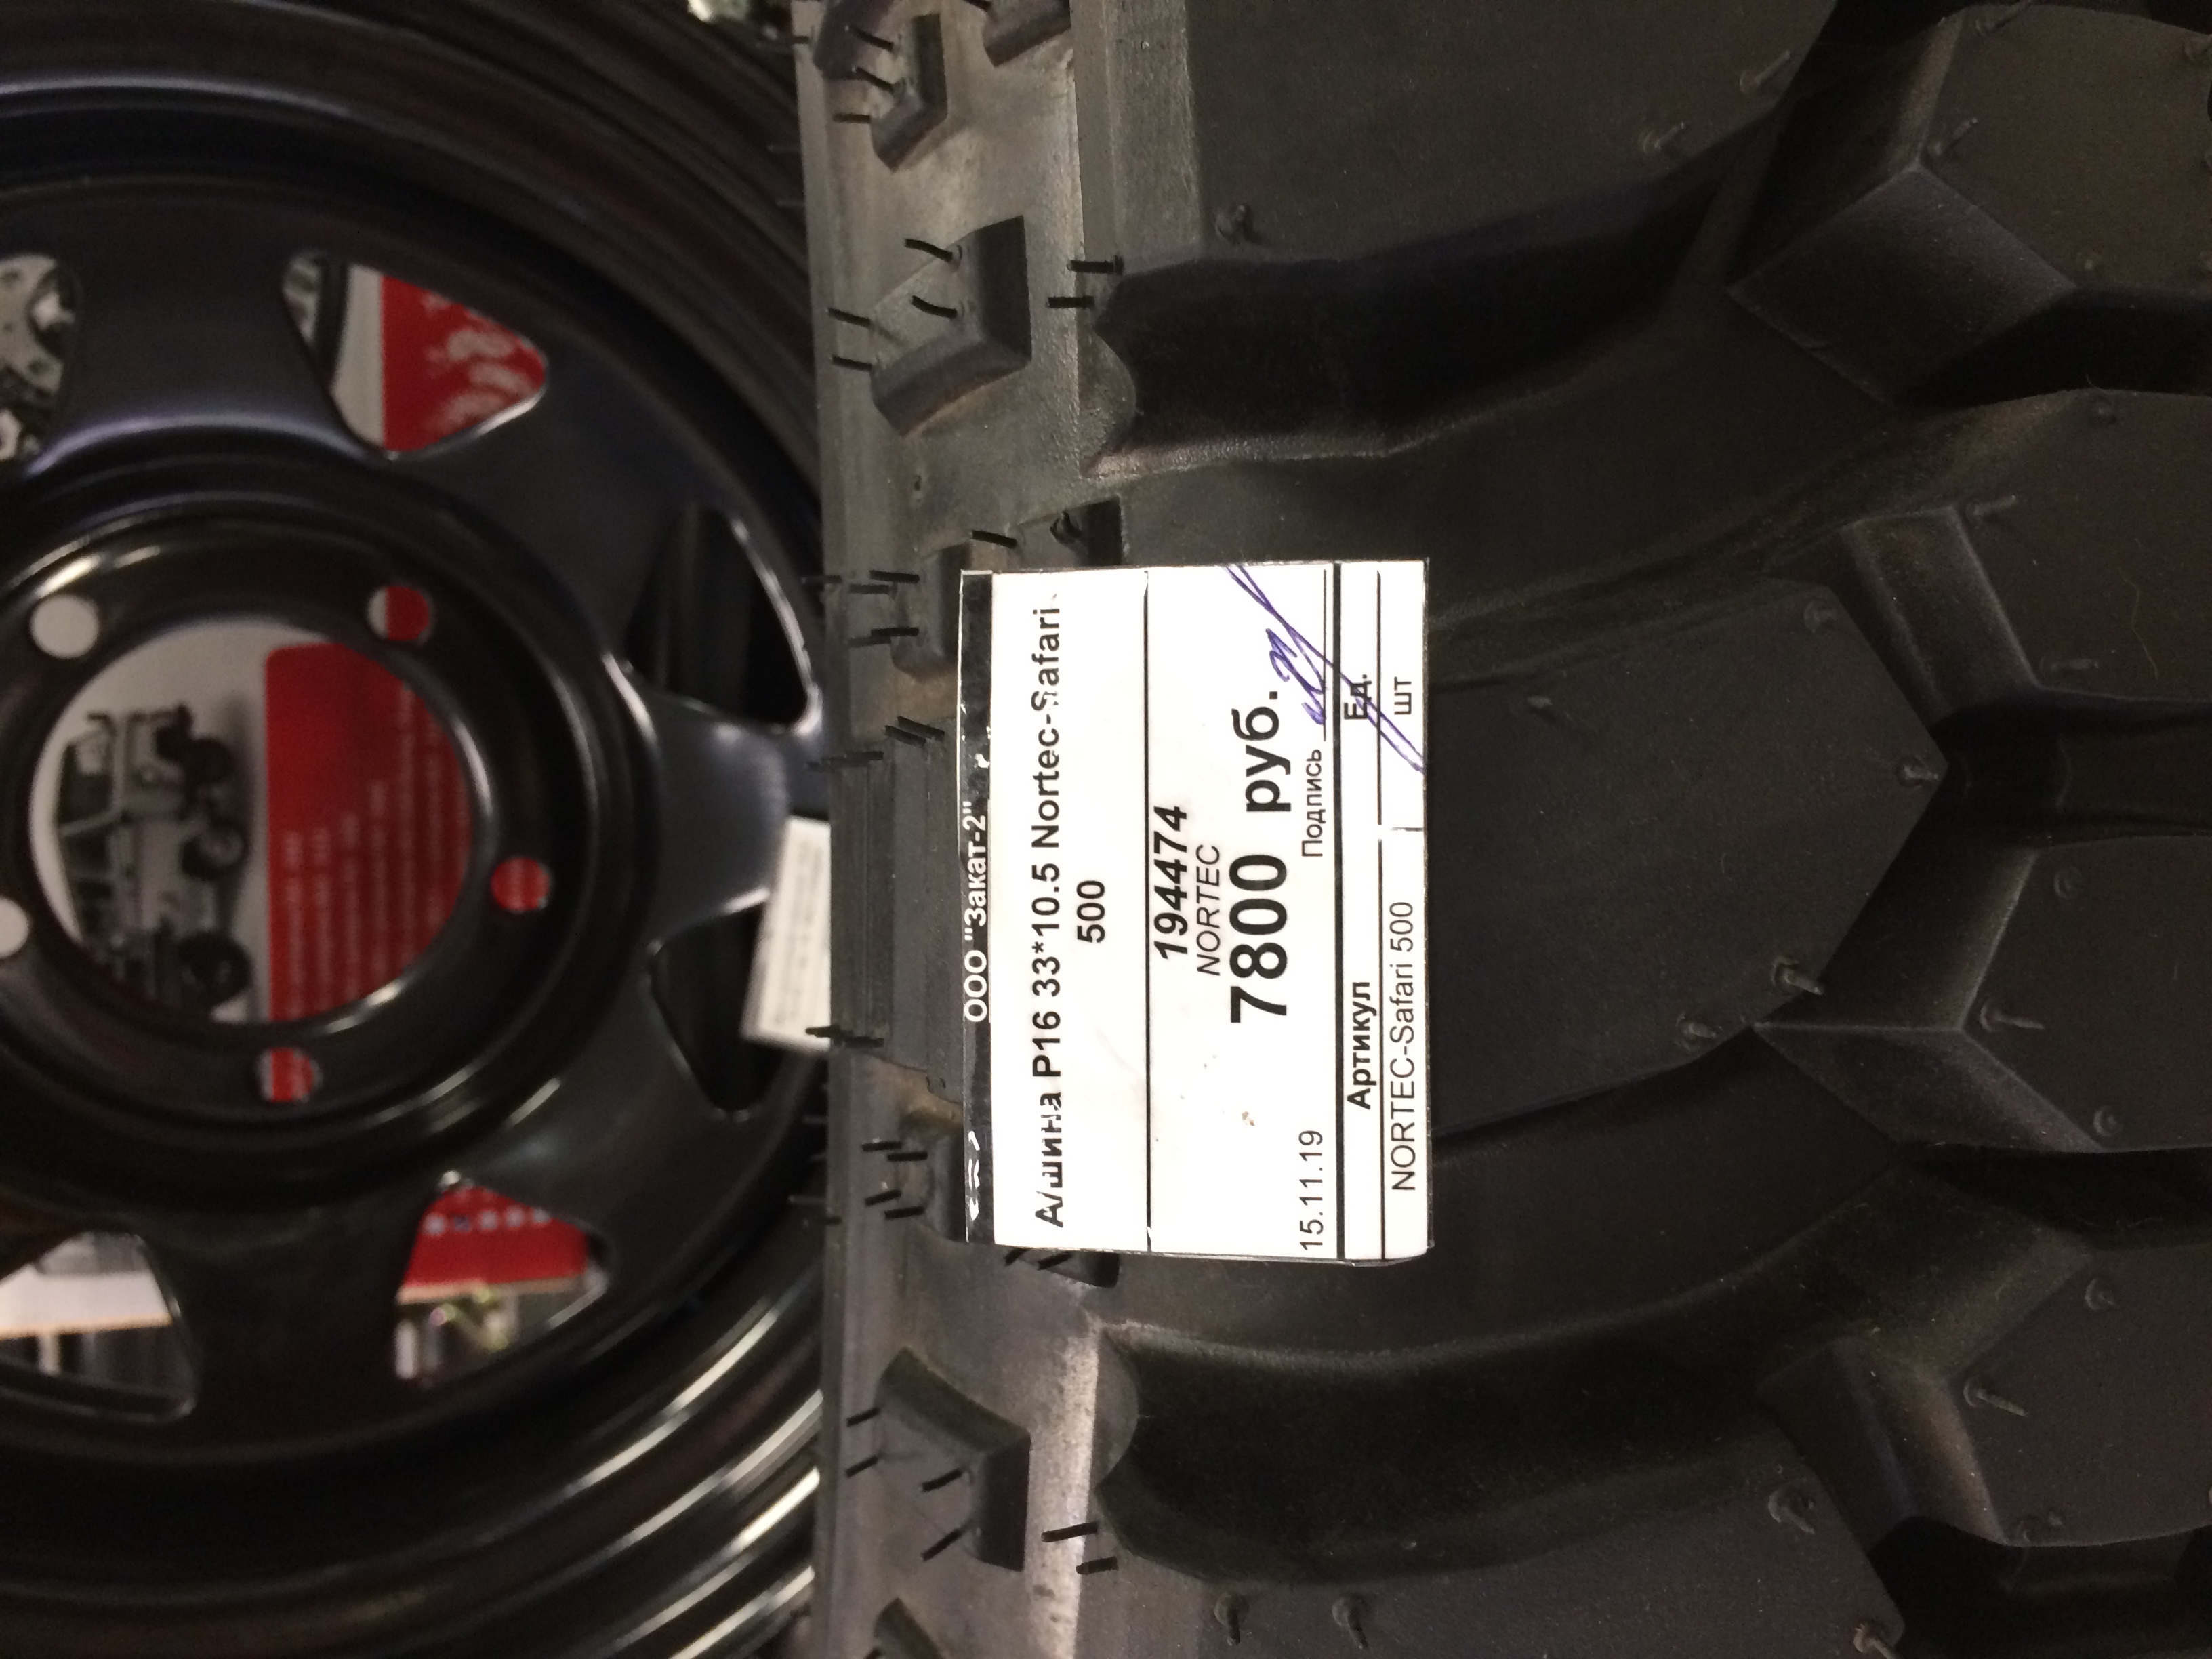 ООО "Закат-2"
А/шина Р16 33*10.5 Nortec-Safari
500
194474
NORTEC
7800 руб.
15.11.19 Подпись
Артикул Ед.
NORTEC-Safari 500 шт